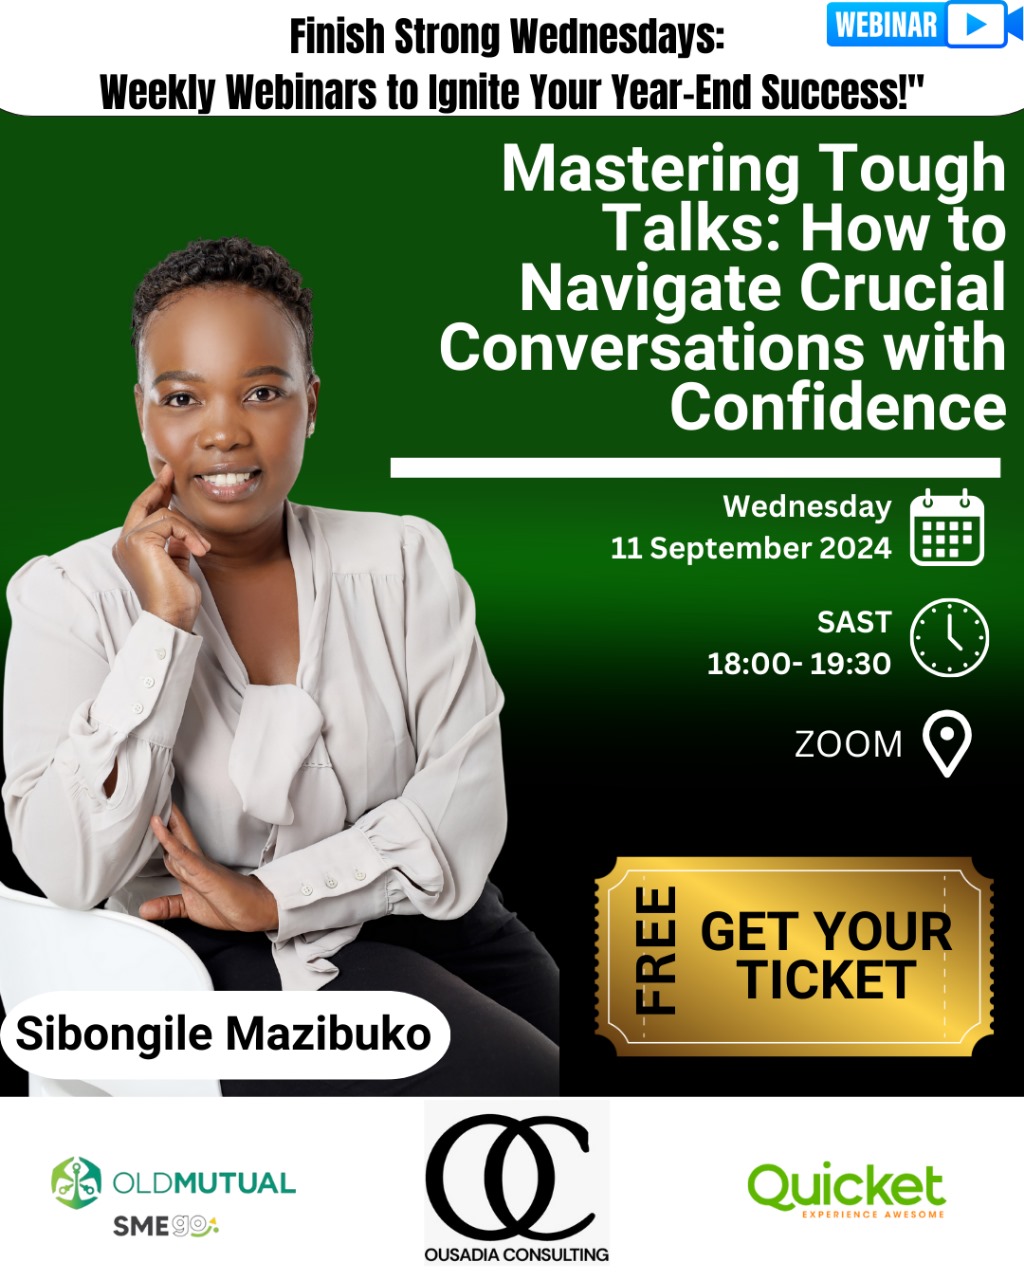 Finish Strong Wednesdays:
Weekly Webinars to Ignite Your Year-End Success!"
WEBINAR
Mastering Tough
Talks: How to
Navigate Crucial
Conversations with
Confidence
Wednesday
11 September 2024
SAST
18:00- 19:30
ZOOM
FREE
GET YOUR
TICKET
Sibongile Mazibuko
OLDMUTUAL
SMEgo
OC
OUSADIA CONSULTING
Quicket
EXPERIENCE AWESOME